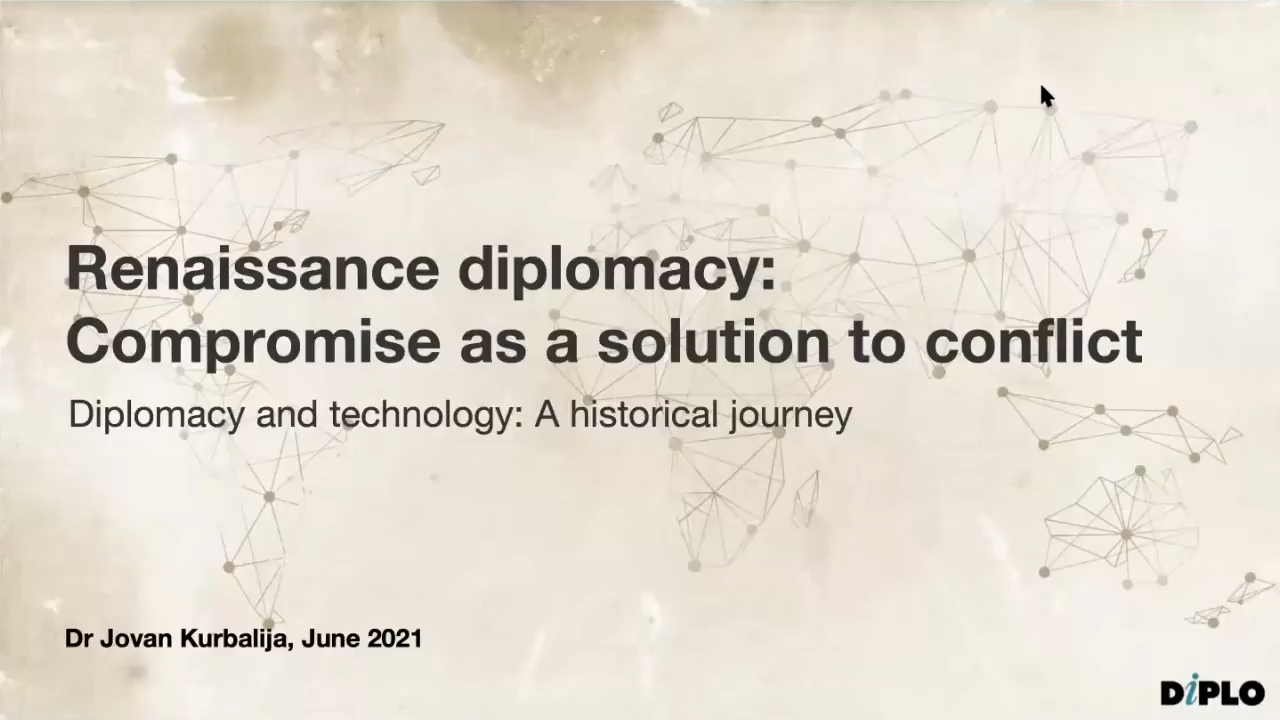 Renaissance diplomacy:
Compromise as a solution to conflict
Diplomacy and technology: A historical journey
Dr Jovan Kurbalija, June 2021
DiPLO